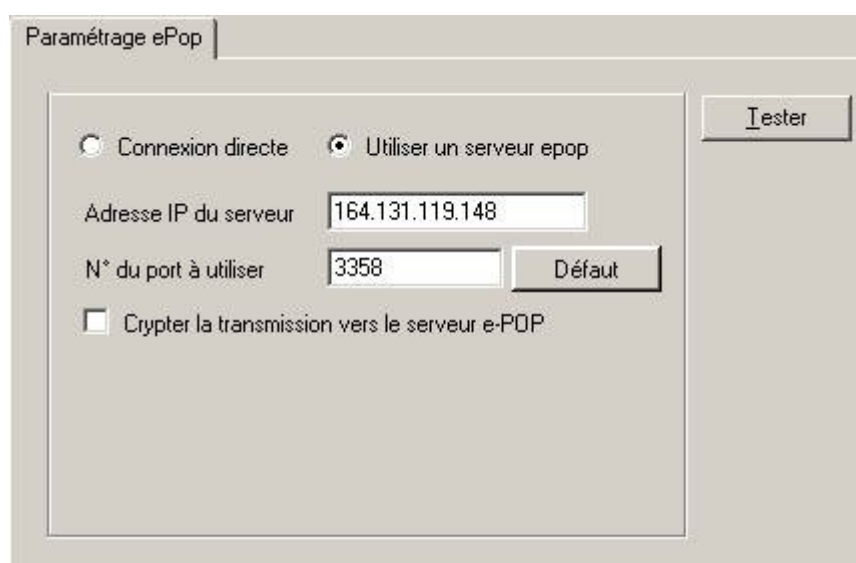 Paramétrage ePop
Tester
Connexion directe Utiliser un serveur epop
Adresse IP du serveur 164.131.119.148
N° du port à utiliser 3358 Défaut
Crypter la transmission vers le serveur e-POP